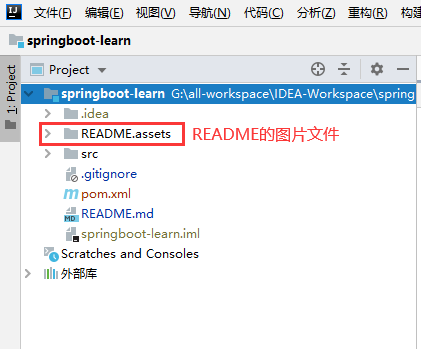 文件(F) 编辑(E) 视图(V) 导航(N) 代码(C) 分析(Z) 重构(R) 构建
springboot-learn
1: Project
Project
springboot-learn G:\all-workspace\IDEA-Workspace\spring
.idea
README.assets README的图片文件
src
.gitignore
pom.xml
README.md
springboot-learn.iml
Scratches and Consoles
外部库